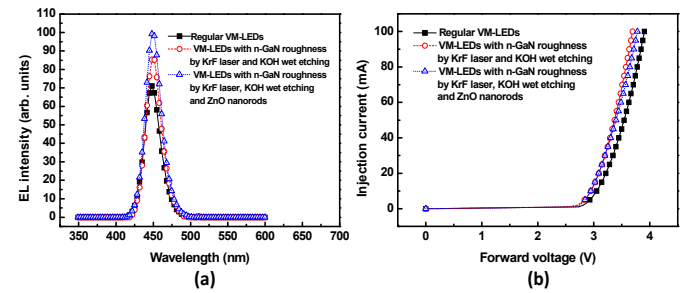 Regular VM-LEDs
VM-LEDs with n-GaN roughness
by KrF laser and KOH wet etching
VM-LEDs with n-GaN roughness
by KrF laser, KOH wet etching
and ZnO nanorods
EL intensity (arb. units)
110
100
90
80
70
60
50
40
30
20
10
0
350 400 450 500 550 600 650 700
Wavelength (nm)
(a)
Regular VM-LEDs
VM-LEDs with n-GaN roughness
by KrF laser and KOH wet etching
VM-LEDs with n-GaN roughness
by KrF laser, KOH wet etching
and ZnO nanorods
Injection current (mA)
100
80
60
40
20
0
0 1 2 3 4
Forward voltage (V)
(b)